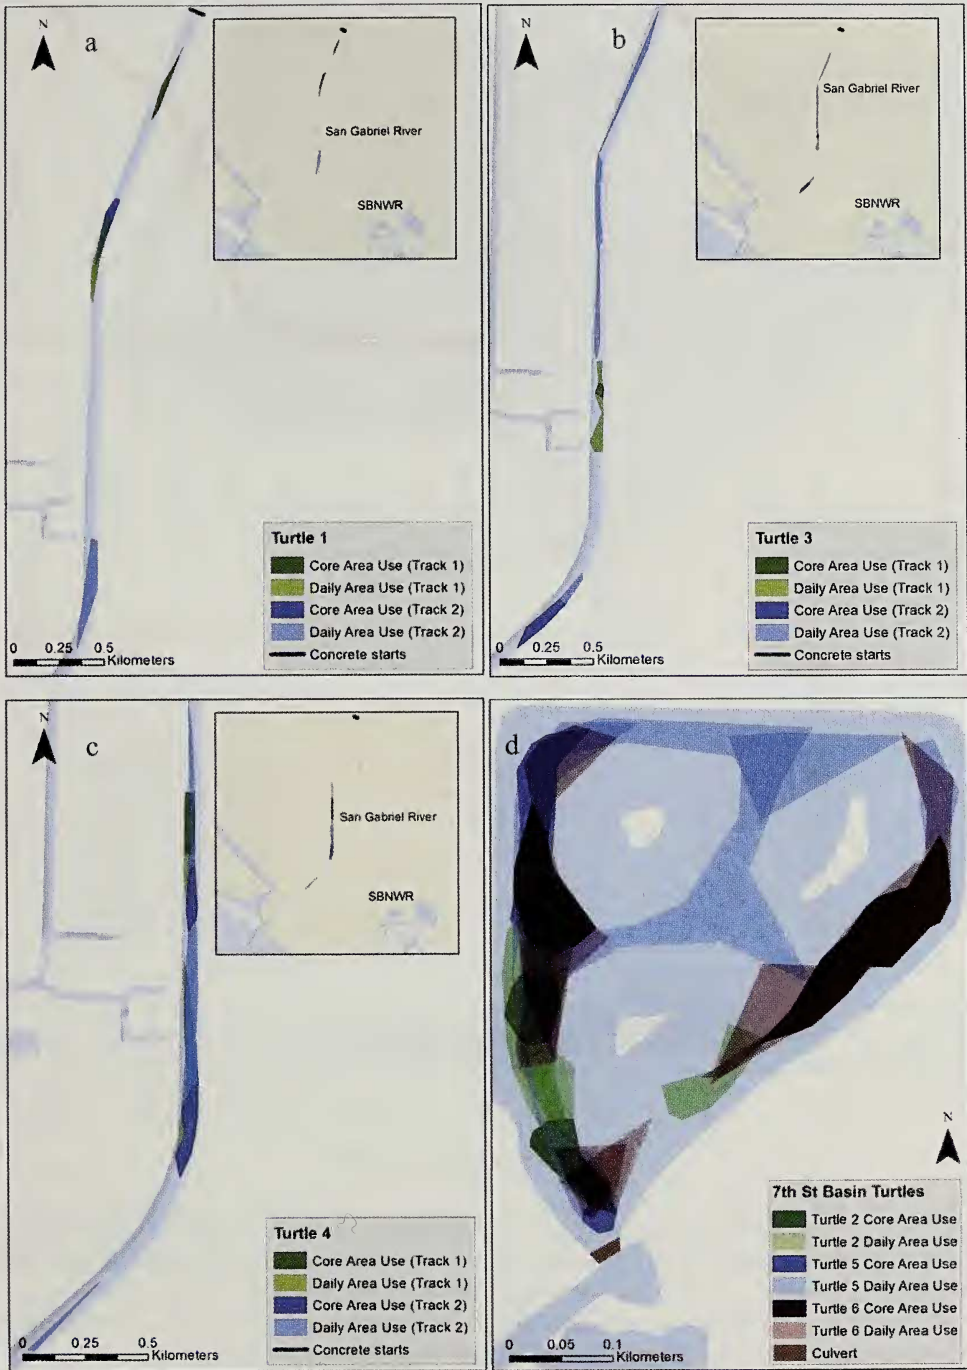 N
a
San Gabriel River
SBNWR
Turtle 1
Core Area Use (Track 1)
Daily Area Use (Track 1)
Core Area Use (Track 2)
Daily Area Use (Track 2)
Concrete starts
0 0.25 0.5
Kilometers
N
b
San Gabriel River
SBNWR
Turtle 3
Core Area Use (Track 1)
Daily Area Use (Track 1)
Core Area Use (Track 2)
Daily Area Use (Track 2)
Concrete starts
0 0.25 0.5
Kilometers
N
c
San Gabriel River
SBNWR
Turtle 4
Core Area Use (Track 1)
Daily Area Use (Track 1)
Core Area Use (Track 2)
Daily Area Use (Track 2)
Concrete starts
0 0.25 0.5
Kilometers
d
N
7th St Basin Turtles
Turtle 2 Core Area Use
Turtle 2 Daily Area Use
Turtle 5 Core Area Use
Turtle 5 Daily Area Use
Turtle 6 Core Area Use
Turtle 6 Daily Area Use
Culvert
0 0.05 0.1
Kilometers